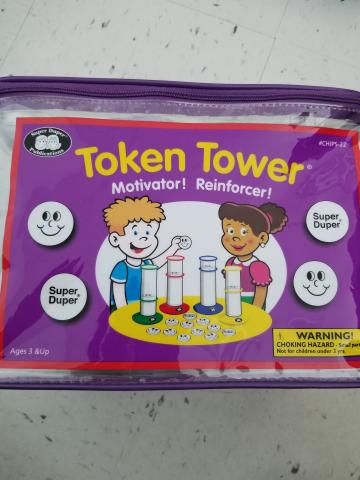 Super Duper®
Publications
#CHIPS-22
Token Tower®
Motivator! Reinforcer!
Super
Duper®
Super
Duper®
Ages 3 &Up
WARNING!
CHOKING HAZARD - Small
Not for children under 3 yrs.